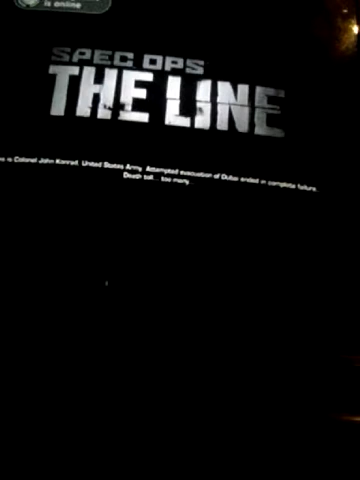 is online
SPEC OPS
THE LINE
is Colonel John Konrad, United States Army. Attempted evacuation of Dubai ended in complete failure.
Death toll... too many.